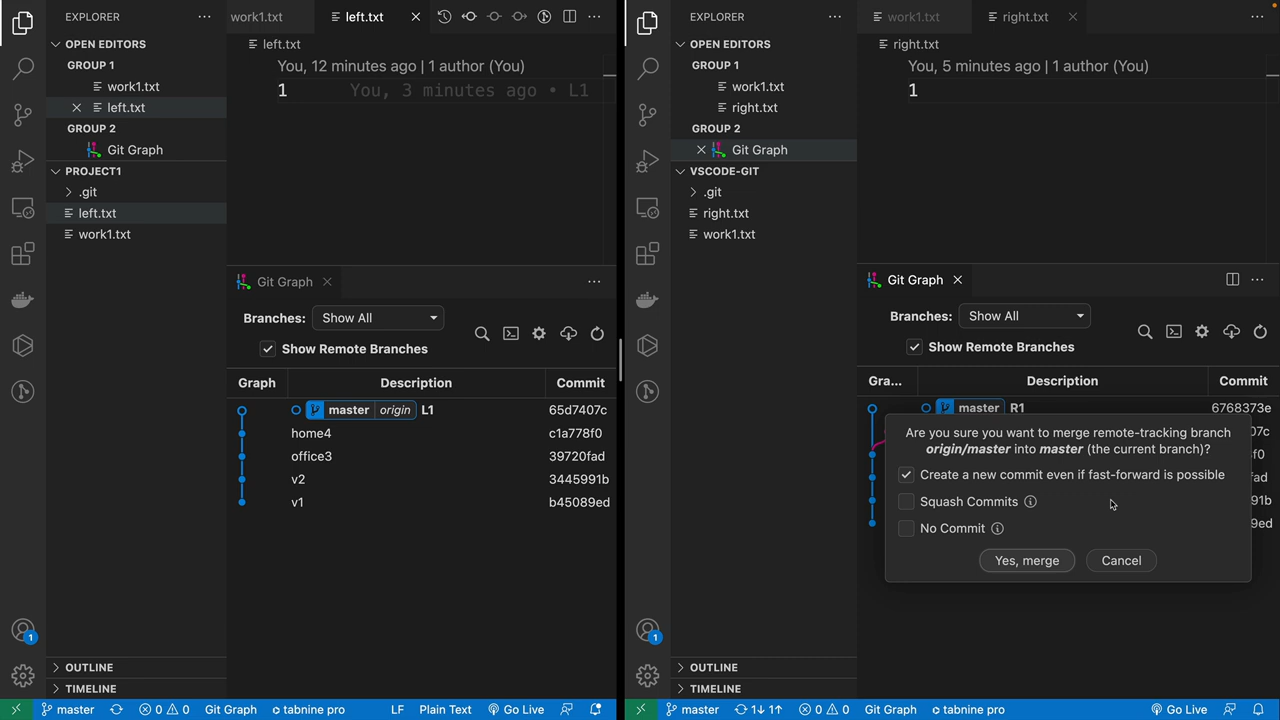 EXPLORER
OPEN EDITORS
GROUP 1
work1.txt
left.txt
GROUP 2
Git Graph
PROJECT1
.git
left.txt
work1.txt
OUTLINE
TIMELINE
work1.txt
left.txt
left.txt
You, 12 minutes ago | 1 author (You)
1 You, 3 minutes ago • L1
Git Graph
Branches: Show All
Show Remote Branches
Graph Description Commit
master origin L1 65d7407c
home4 c1a778f0
office3 39720fad
v2 3445991b
v1 b45089ed
1
master 0 0 Git Graph tabnine pro LF Plain Text Go Live
EXPLORER
OPEN EDITORS
GROUP 1
work1.txt
right.txt
GROUP 2
Git Graph
VSCODE-GIT
.git
right.txt
work1.txt
OUTLINE
TIMELINE
work1.txt
right.txt
right.txt
You, 5 minutes ago | 1 author (You)
1
Git Graph
Branches: Show All
Show Remote Branches
Gra... Description Commit
master R1 6768373e
07c
8f0
fad
91b
9ed
Are you sure you want to merge remote-tracking branch
origin/master into master (the current branch)?
Create a new commit even if fast-forward is possible
Squash Commits
No Commit
Yes, merge Cancel
1
master 1↓ 1↑ 0 0 Git Graph tabnine pro Go Live